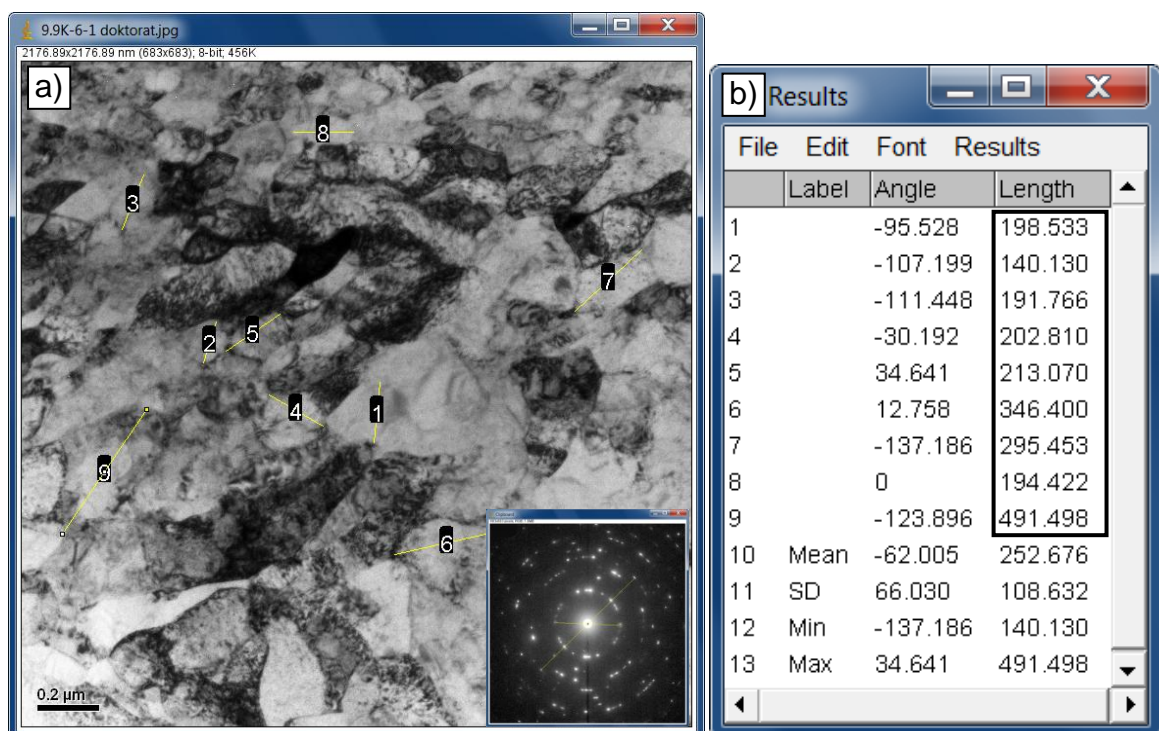 9.9K-6-1 doktorat.jpg
2176.89x2176.89 nm (683x683); 8-bit; 456K
a)
8
3
7
2
5
4
1
9
6
0.2 µm
b) Results
File Edit Font Results
Label Angle Length
1 -95.528 198.533
2 -107.199 140.130
3 -111.448 191.766
4 -30.192 202.810
5 34.641 213.070
6 12.758 346.400
7 -137.186 295.453
8 0 194.422
9 -123.896 491.498
10 Mean -62.005 252.676
11 SD 66.030 108.632
12 Min -137.186 140.130
13 Max 34.641 491.498